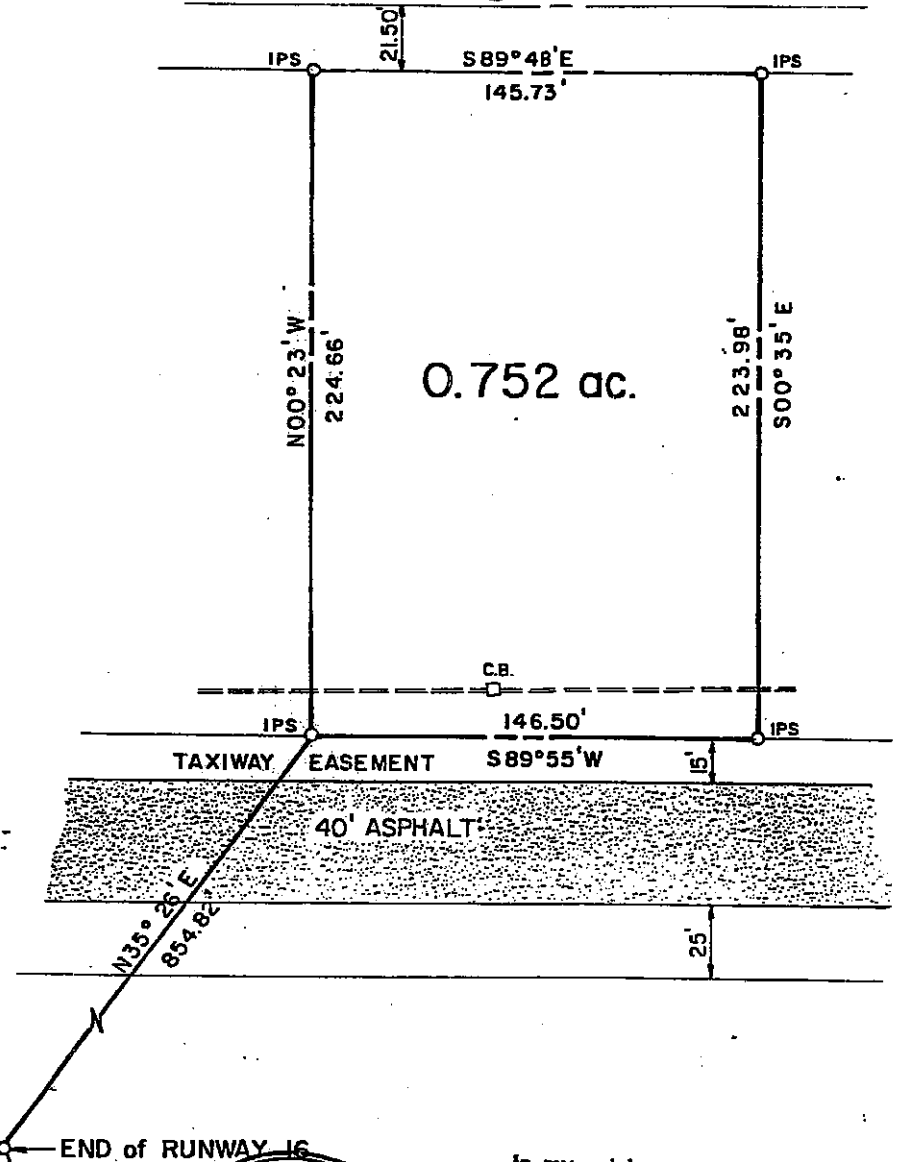 21.50'
IPS
S89°48'E
IPS
145.73'
N00°23'W
224.66'
0.752 ac.
223.98'
S00°35'E
C.B.
IPS
146.50'
IPS
TAXIWAY EASEMENT
S89°55'W
15'
40' ASPHALT
N35°26'E
854.82'
25'
N
END of RUNWAY 16